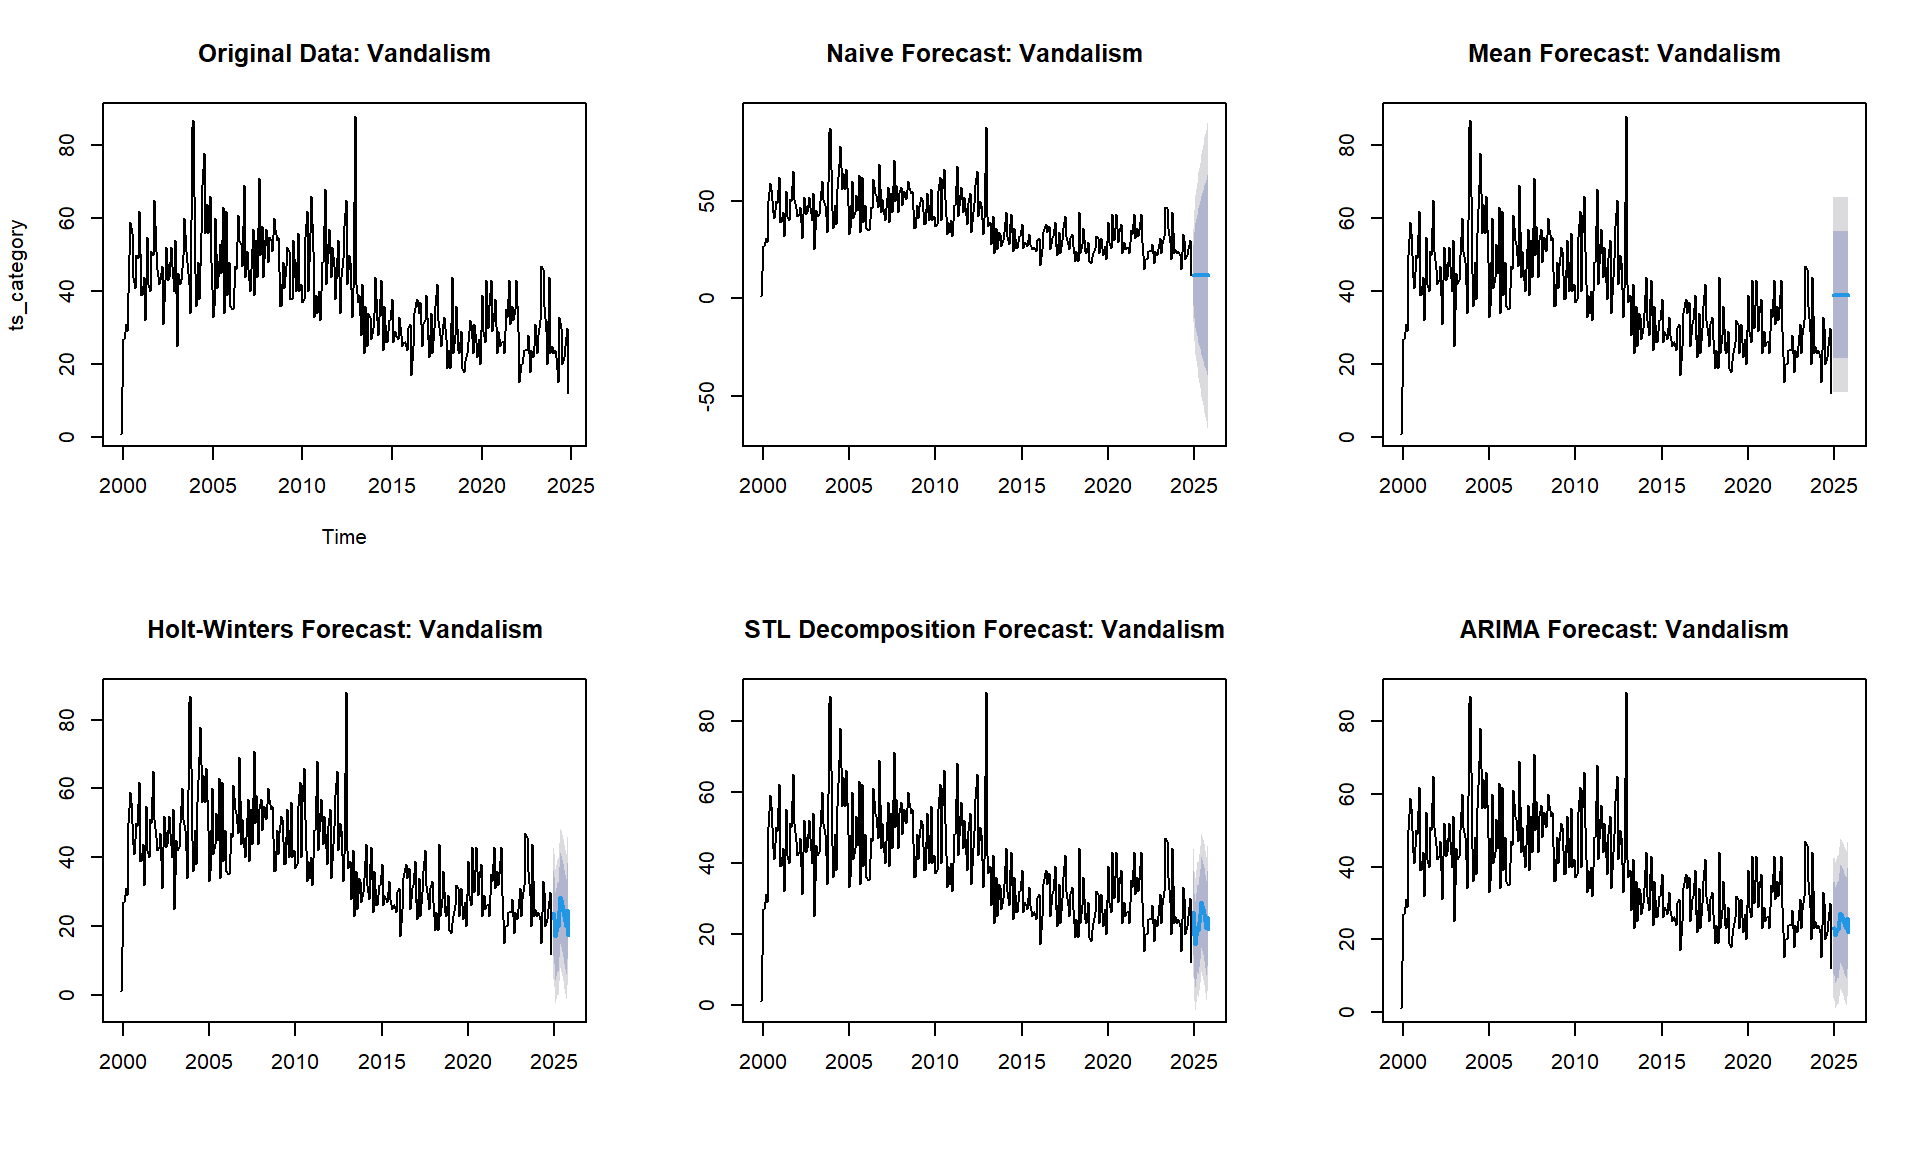 Original Data: Vandalism
ts_category
80
60
40
20
0
2000 2005 2010 2015 2020 2025
Time
Naive Forecast: Vandalism
50
0
-50
2000 2005 2010 2015 2020 2025
Mean Forecast: Vandalism
80
60
40
20
0
2000 2005 2010 2015 2020 2025
Holt-Winters Forecast: Vandalism
80
60
40
20
0
2000 2005 2010 2015 2020 2025
STL Decomposition Forecast: Vandalism
80
60
40
20
0
2000 2005 2010 2015 2020 2025
ARIMA Forecast: Vandalism
80
60
40
20
0
2000 2005 2010 2015 2020 2025